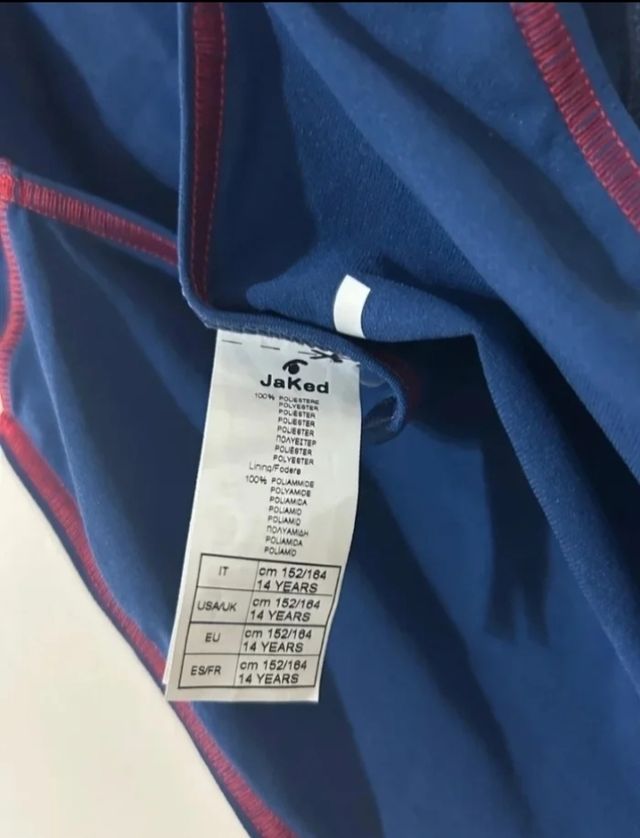 JaKed
100% POLIESTERE
POLYESTER
POLIÉSTER
POLIESTER
POLIESTER
ΠΟΛΥΕΣΤΕΡ
POLIÉSTER
POLYESTER
Lining/Fodera
100% POLIAMMIDE
POLYAMIDE
POLIAMIDA
POLIAMID
POLIAMID
ΠΟΛΥΑΜΙΔΗ
POLIAMIDA
POLIAMID
IT cm 152/164
14 YEARS
USA/UK cm 152/164
14 YEARS
EU cm 152/164
14 YEARS
ES/FR cm 152/164
14 YEARS